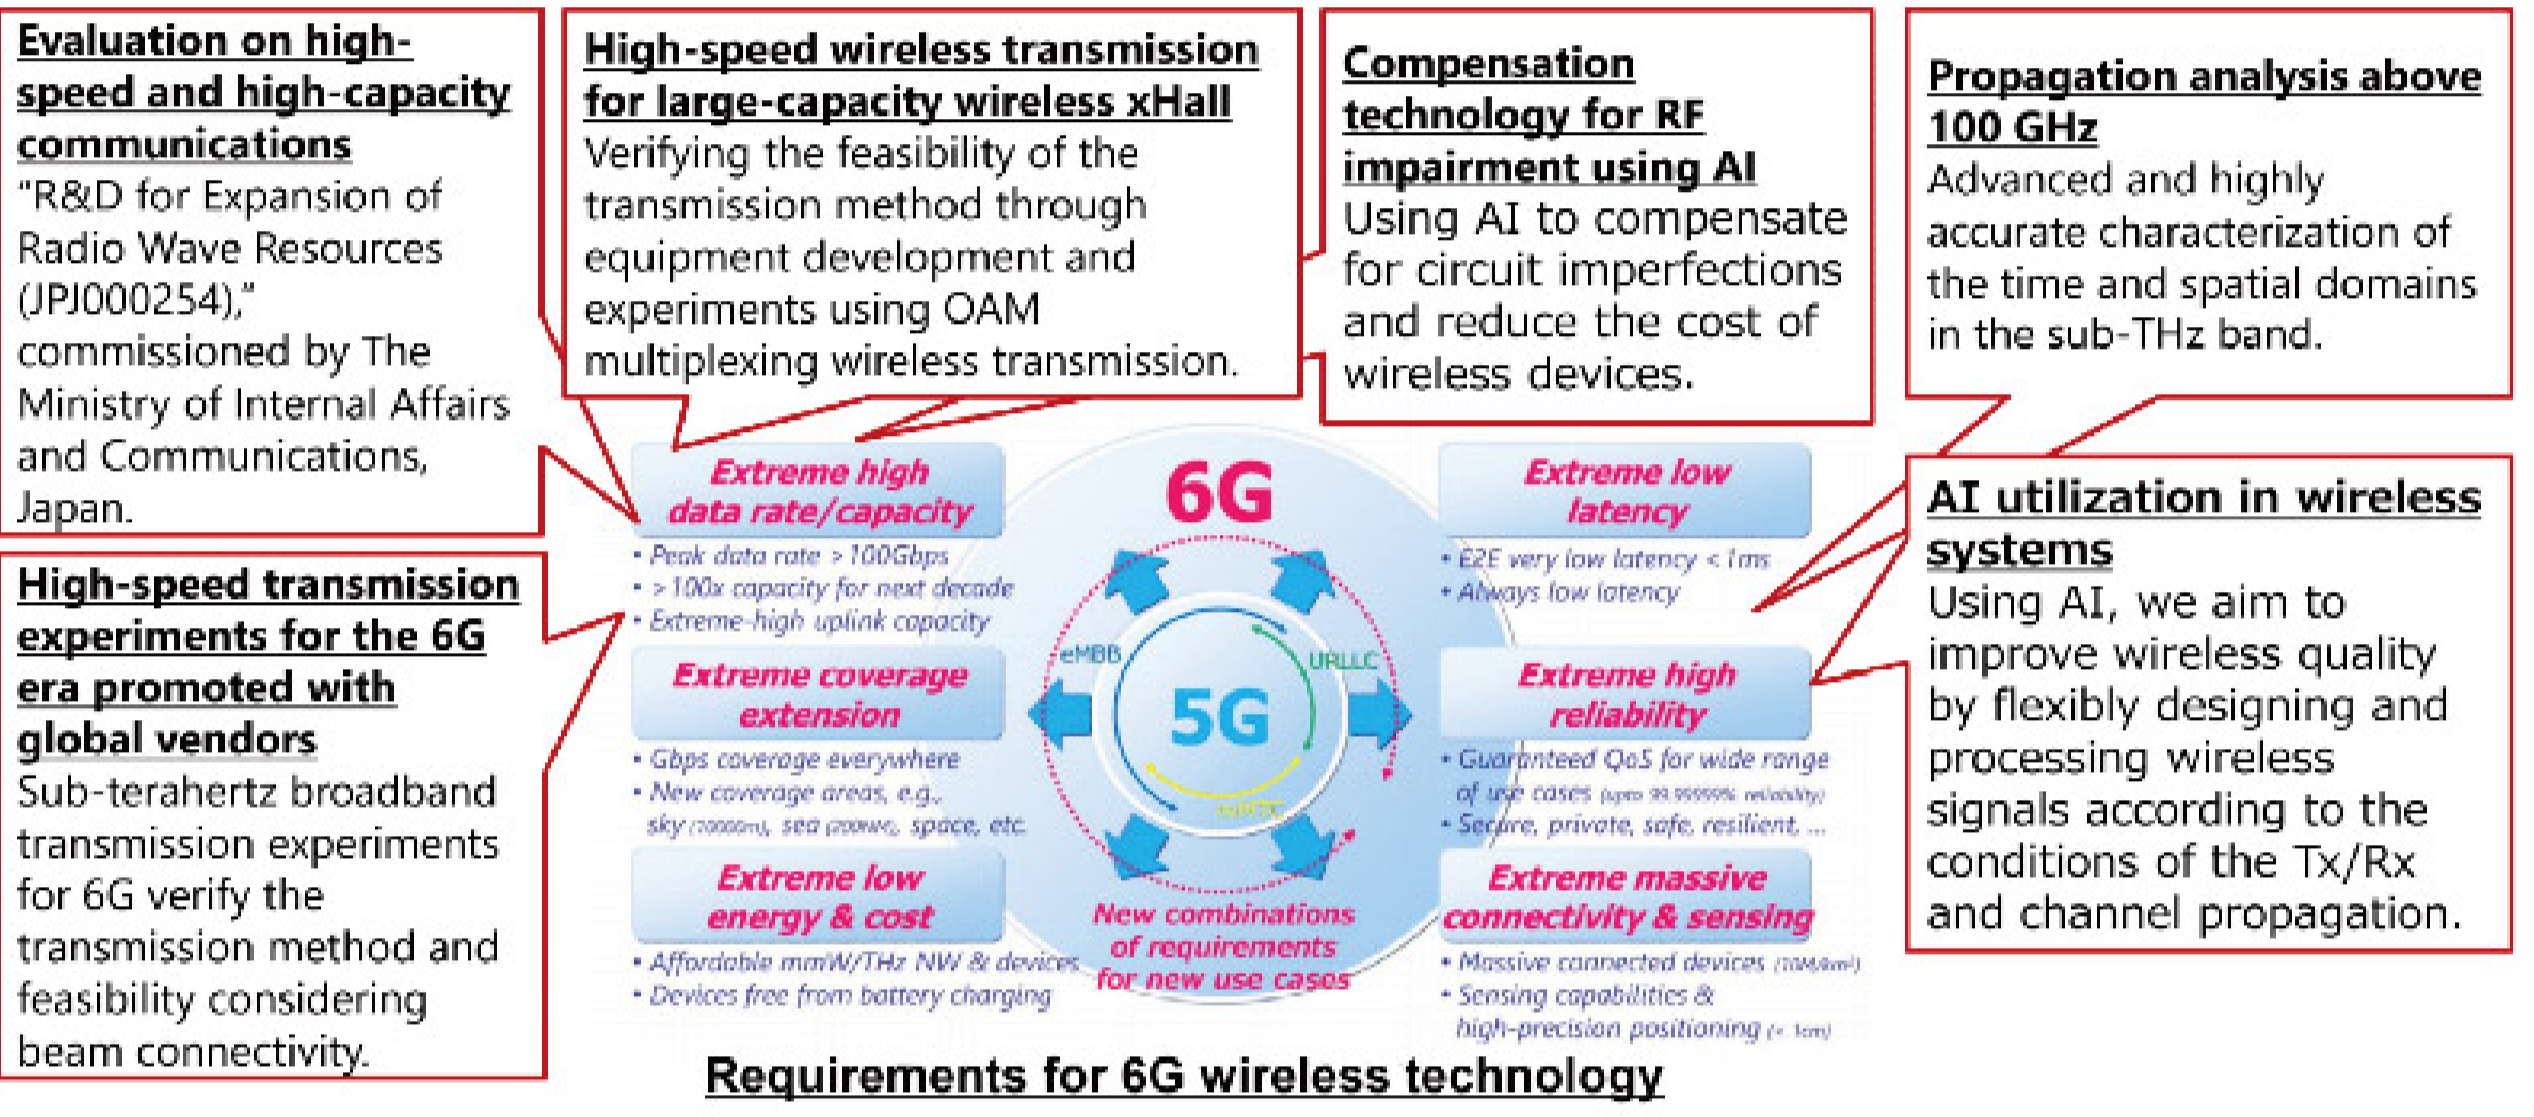 Evaluation on high-
speed and high-capacity
communications
"R&D for Expansion of
Radio Wave Resources
(JPJ000254),"
commissioned by The
Ministry of Internal Affairs
and Communications,
Japan.
High-speed wireless transmission
for large-capacity wireless xHall
Verifying the feasibility of the
transmission method through
equipment development and
experiments using OAM
multiplexing wireless transmission.
Compensation
technology for RF
impairment using AI
Using AI to compensate
for circuit imperfections
and reduce the cost of
wireless devices.
Propagation analysis above
100 GHz
Advanced and highly
accurate characterization of
the time and spatial domains
in the sub-THz band.
High-speed transmission
experiments for the 6G
era promoted with
global vendors
Sub-terahertz broadband
transmission experiments
for 6G verify the
transmission method and
feasibility considering
beam connectivity.
Extreme high
data rate/capacity
• Peak data rate > 100Gbps
• >100x capacity for next decade
• Extreme-high uplink capacity
Extreme coverage
extension
• Gbps coverage everywhere
• New coverage areas, e.g.,
sky, sea, space, etc.
Extreme low
energy & cost
• Affordable mmW/THz NW & devices
• Devices free from battery charging
6G
5G
eMBB
URLLC
mMTC
New combinations
of requirements
for new use cases
Extreme low
latency
• E2E very low latency < 1ms
• Always low latency
Extreme high
reliability
• Guaranteed QoS for wide range
of use cases
• Secure, private, safe, resilient, ...
Extreme massive
connectivity & sensing
• Massive connected devices
• Sensing capabilities &
high-precision positioning (< 1cm)
AI utilization in wireless
systems
Using AI, we aim to
improve wireless quality
by flexibly designing and
processing wireless
signals according to the
conditions of the Tx/Rx
and channel propagation.
Requirements for 6G wireless technology